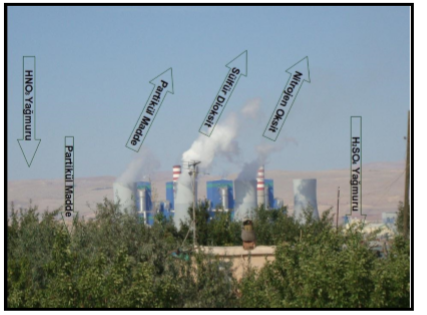 HNO₃ Yağmuru
Partikül Madde
Partikül Madde
Sülfür Dioksit
Nitrojen Oksit
H₂SO₄ Yağmuru